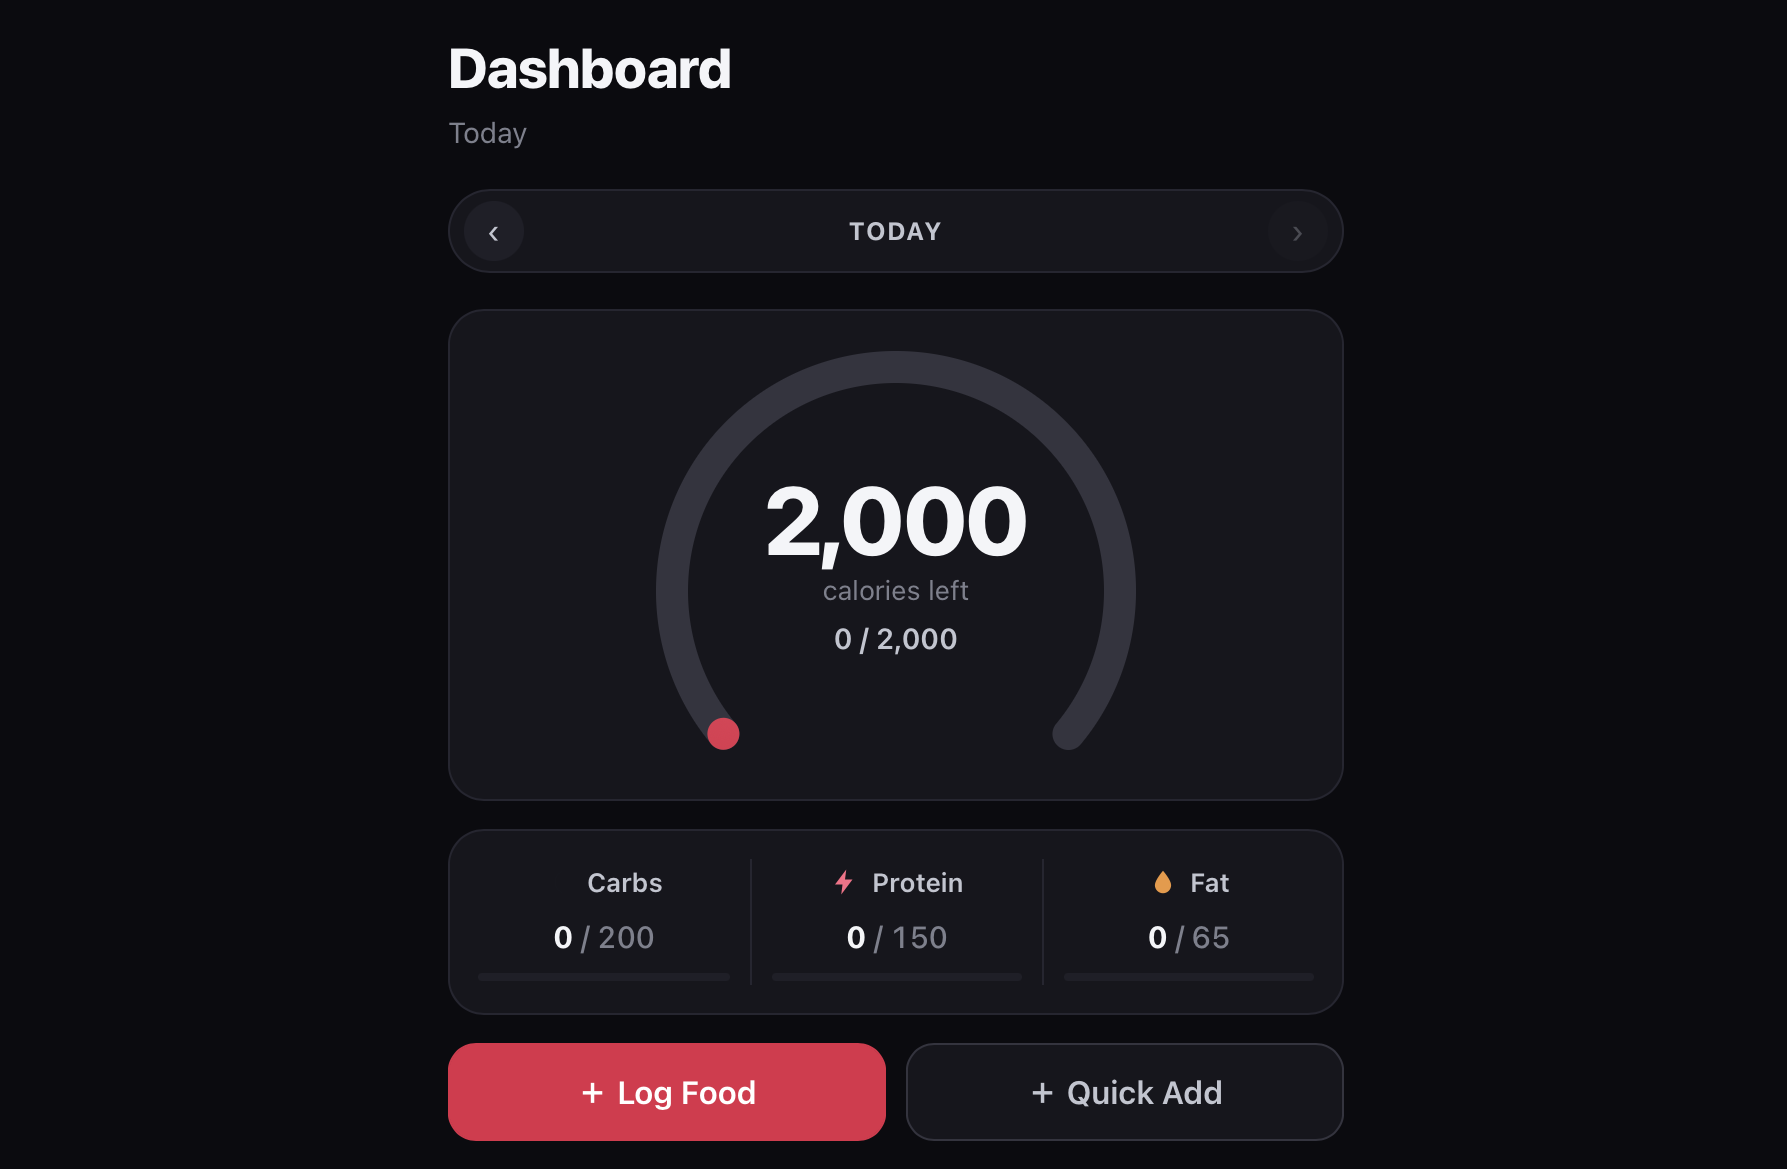 Dashboard
Today
‹ TODAY ›
2,000
calories left
0 / 2,000
Carbs
0 / 200
Protein
0 / 150
Fat
0 / 65
+ Log Food
+ Quick Add